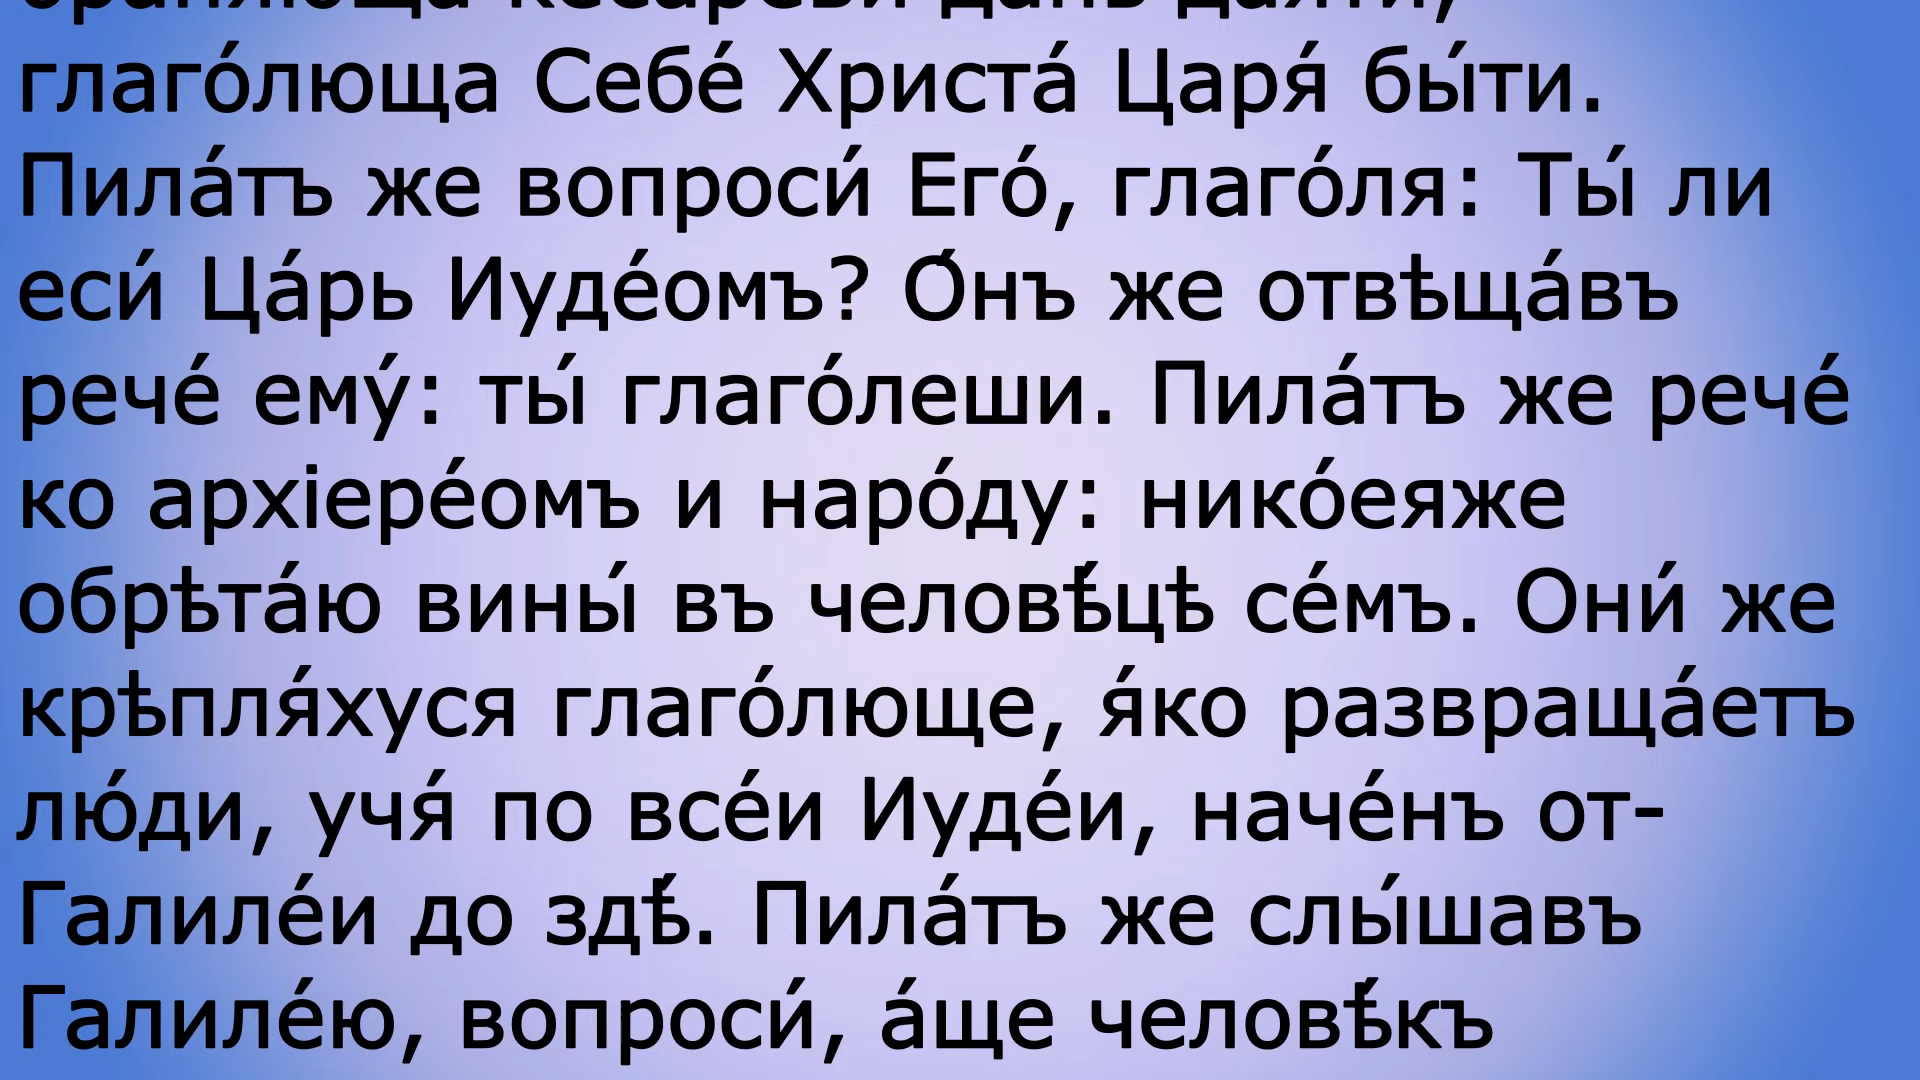 глаго́люща Себе́ Христа́ Царя́ бы́ти.
Пила́тъ же вопроси́ Его́, глаго́ля: Ты́ ли
еси́ Ца́рь Иуде́омъ? О́нъ же отвѣща́въ
рече́ ему́: ты́ глаго́леши. Пила́тъ же рече́
ко архіере́омъ и наро́ду: нико́еяже
обрѣта́ю вины́ въ человѣ́цѣ се́мъ. Они́ же
крѣпля́хуся глаго́люще, я́ко развраща́етъ
лю́ди, уча́ по все́и Иуде́и, наче́нъ от-
Галиле́и до здѣ́. Пила́тъ же слы́шавъ
Галиле́ю, вопроси́, а́ще человѣ́къ